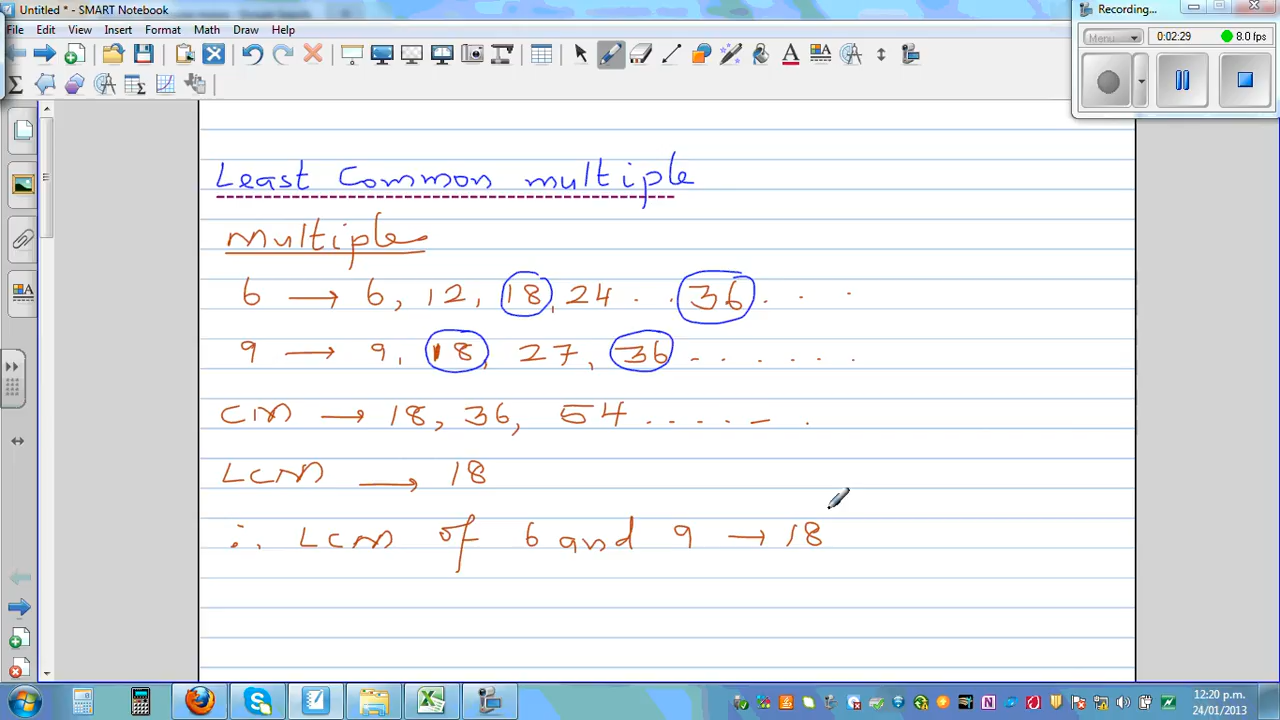 Untitled * - SMART Notebook
Recording...
File Edit View Insert Format Math Draw Help
Menu
0:02:29
8.0 fps
Least Common multiple
multiple
6 → 6, 12, 18, 24 . . 36 . . .
9 → 9, 18, 27, 36 . . . . . .
CM → 18, 36, 54 . . . . . - .
LCM → 18
∴ LCM of 6 and 9 → 18
12:20 p.m.
24/01/2013